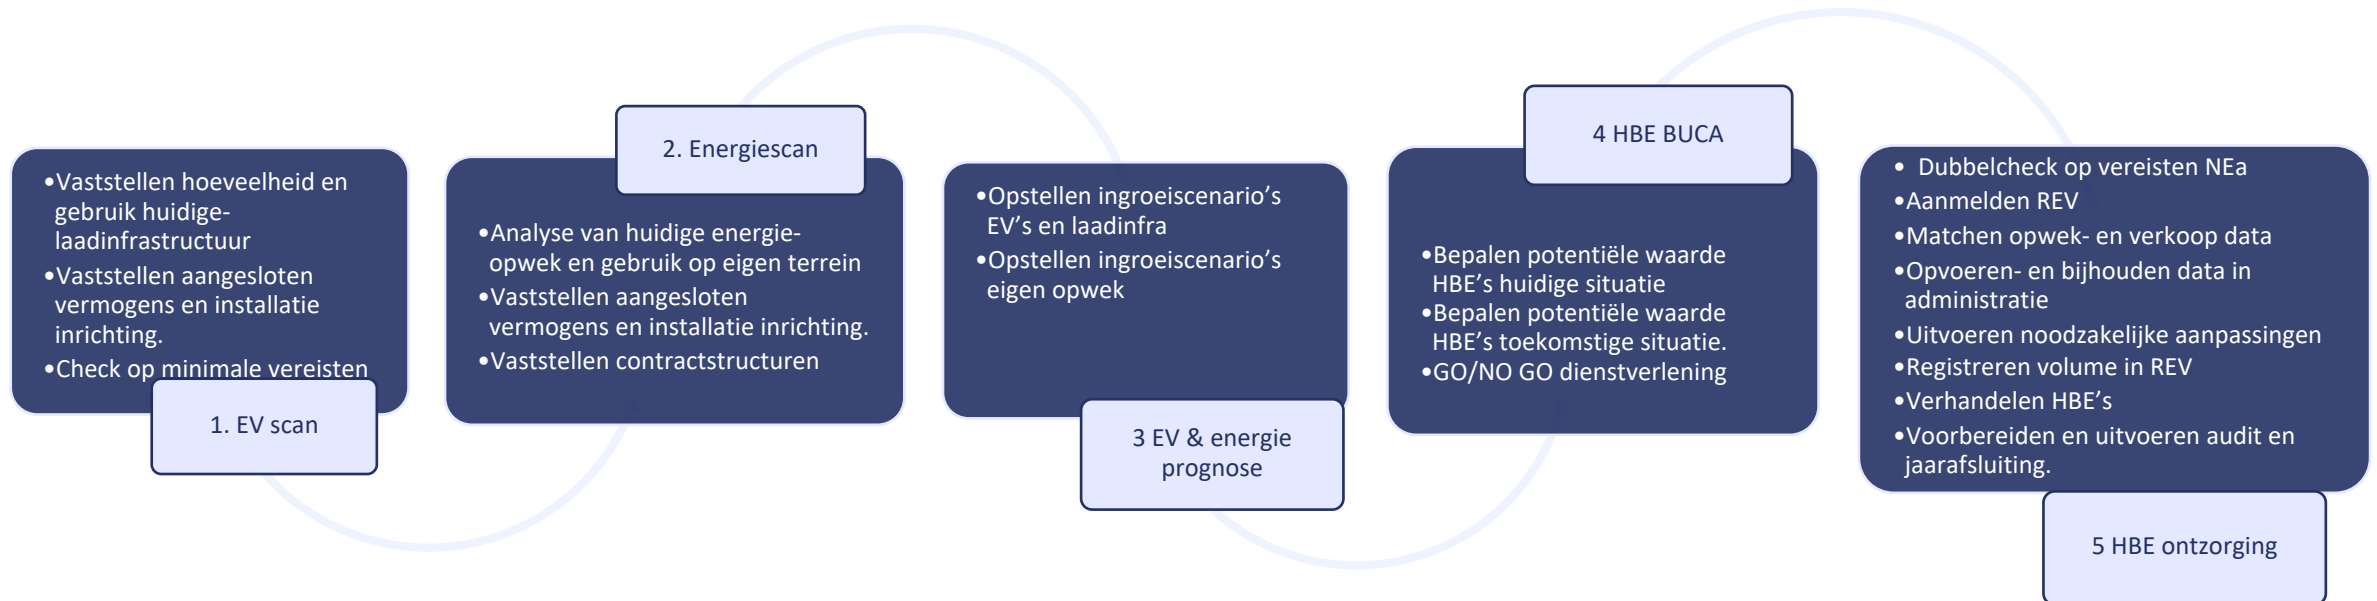 •Vaststellen hoeveelheid en
gebruik huidige-
laadinfrastructuur
•Vaststellen aangesloten
vermogens en installatie
inrichting.
•Check op minimale vereisten
1. EV scan
2. Energiescan
•Analyse van huidige energie-
opwek en gebruik op eigen terrein
•Vaststellen aangesloten
vermogens en installatie inrichting.
•Vaststellen contractstructuren
•Opstellen ingroeiscenario’s
EV’s en laadinfra
•Opstellen ingroeiscenario’s
eigen opwek
3 EV & energie
prognose
4 HBE BUCA
•Bepalen potentiële waarde
HBE’s huidige situatie
•Bepalen potentiële waarde
HBE’s toekomstige situatie.
•GO/NO GO dienstverlening
• Dubbelcheck op vereisten NEa
•Aanmelden REV
•Matchen opwek- en verkoop data
•Opvoeren- en bijhouden data in
administratie
•Uitvoeren noodzakelijke aanpassingen
•Registreren volume in REV
•Verhandelen HBE’s
•Voorbereiden en uitvoeren audit en
jaarafsluiting.
5 HBE ontzorging